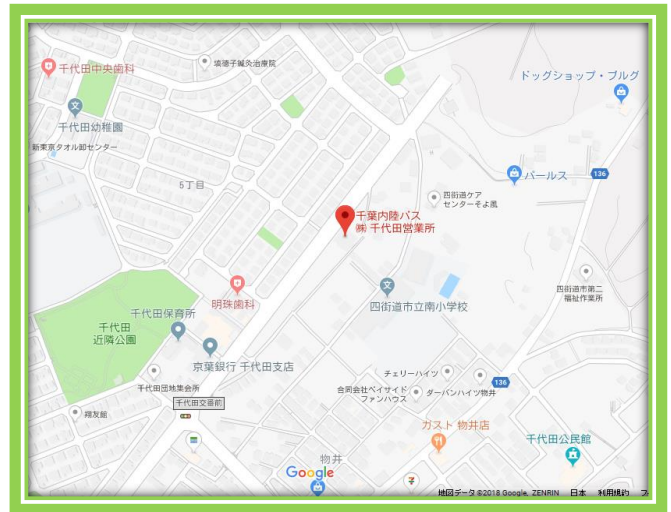 千代田中央歯科
坂徳子鍼灸治療院
ドッグショップ・ブルグ
千代田幼稚園
新東京タオル卸センター
パールス
136
5丁目
四街道ケア
センターそよ風
千葉内陸バス
㈱ 千代田営業所
四街道市第二
福祉作業所
明珠歯科
四街道市立南小学校
千代田保育所
千代田
近隣公園
京葉銀行 千代田支店
チェリーハイツ
136
千代田団地集会所
合同会社ベイサイド
ファンハウス
ダーバンハイツ物井
千代田交番前
翔友館
ガスト 物井店
千代田公民館
物井
Google
地図データ ©2018 Google, ZENRIN 日本 利用規約 フ